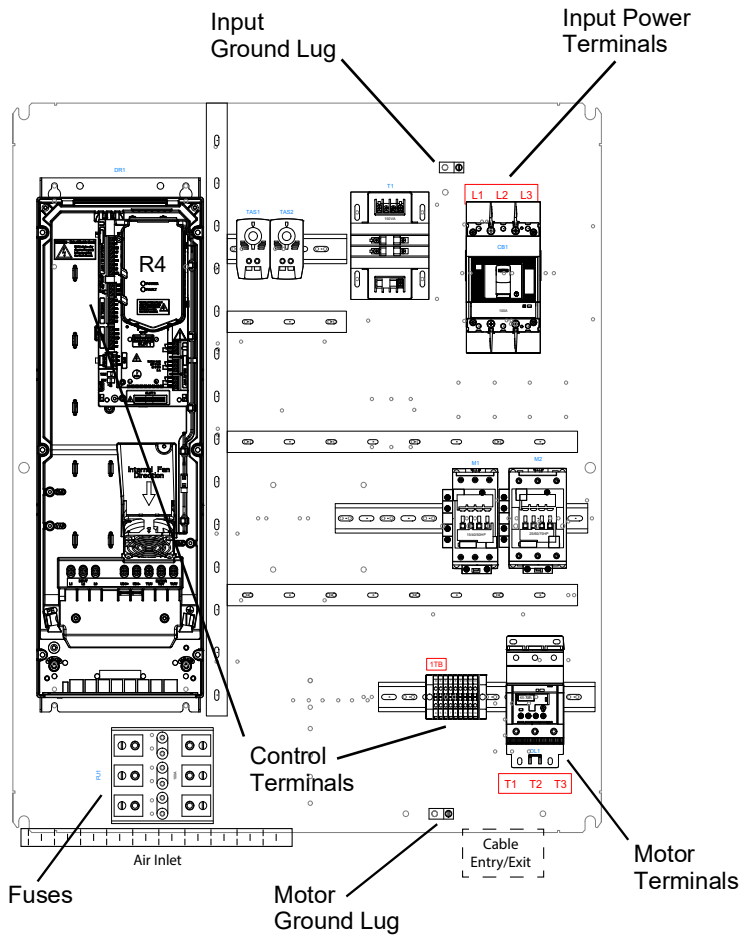 Input
Ground Lug
Input Power
Terminals
DR1
T1
L1 L2 L3
TAS1
TAS2
CB1
R4
M1
M2
Internal Fan
Direction
1TB
OL1
T1 T2 T3
FU1
Control
Terminals
Air Inlet
Cable
Entry/Exit
Fuses
Motor
Ground Lug
Motor
Terminals